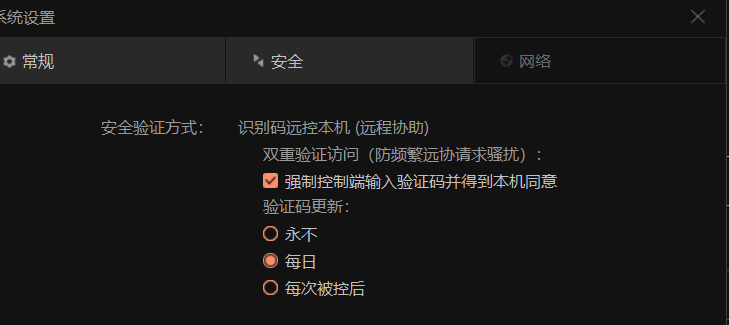 系统设置
常规
安全
网络
安全验证方式：
识别码远控本机 (远程协助)
双重验证访问（防频繁远协请求骚扰）:
强制控制端输入验证码并得到本机同意
验证码更新：
永不
每日
每次被控后